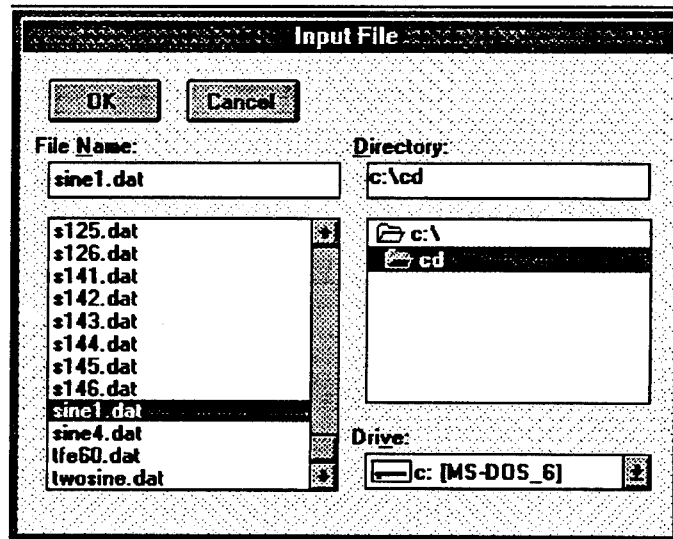 Input File
OK
Cancel
File Name:
sine1.dat
s125.dat
s126.dat
s141.dat
s142.dat
s143.dat
s144.dat
s145.dat
s146.dat
sine1.dat
sine4.dat
tfe60.dat
twosine.dat
Directory:
c:\cd
c:\
cd
Drive:
c: [MS-DOS_6]